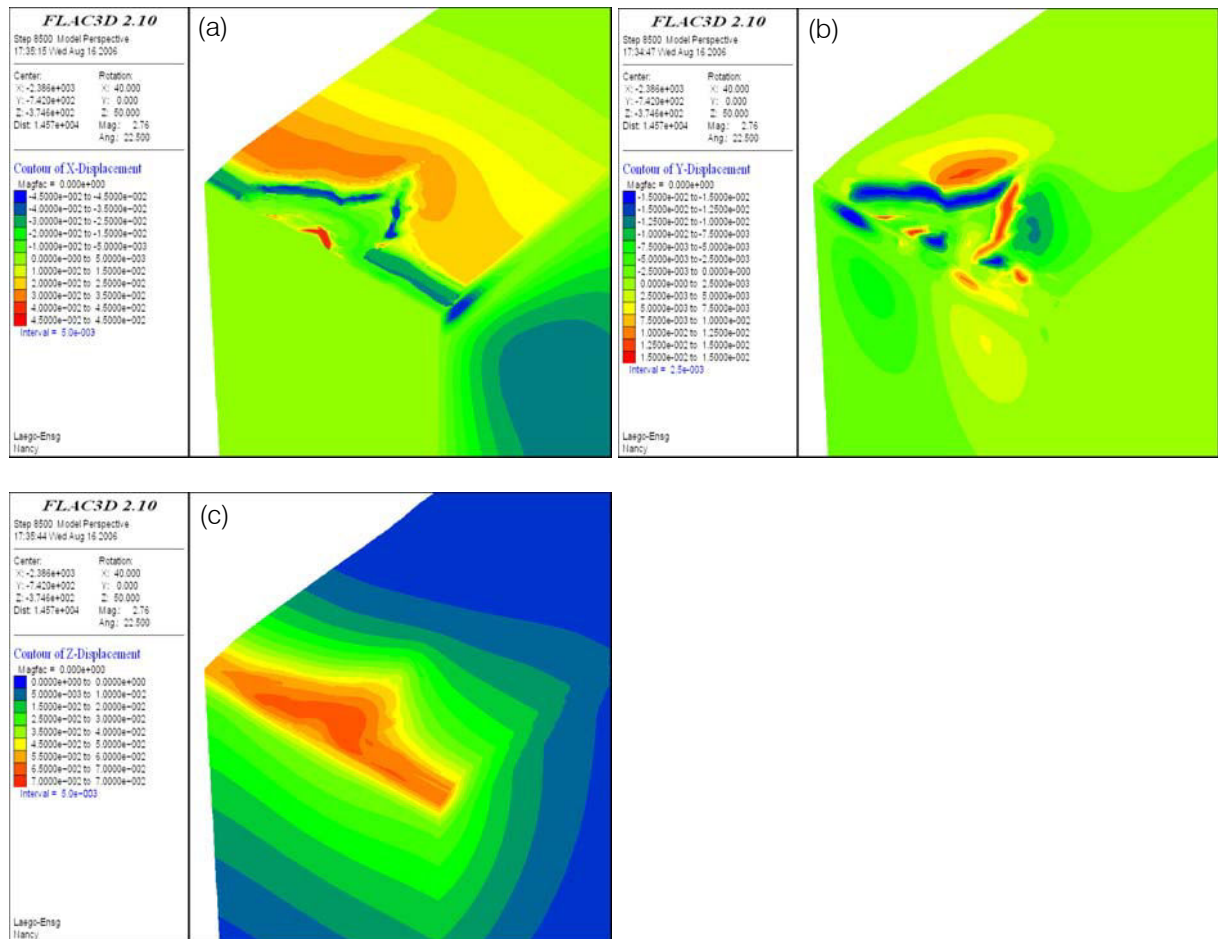 FLAC3D 2.10
Step 8500 Model Perspective
17:35:15 Wed Aug 16 2006
Center: Rotation:
X: -2.386e+003 X: 40.000
Y: -7.420e+002 Y: 0.000
Z: -3.746e+002 Z: 50.000
Dist: 1.457e+004 Mag.: 2.76
Ang.: 22.500
Contour of X-Displacement
Magfac = 0.000e+000
-4.5000e-002 to -4.5000e-002
-4.0000e-002 to -3.5000e-002
-3.0000e-002 to -2.5000e-002
-2.0000e-002 to -1.5000e-002
-1.0000e-002 to -5.0000e-003
0.0000e+000 to 5.0000e-003
1.0000e-002 to 1.5000e-002
2.0000e-002 to 2.5000e-002
3.0000e-002 to 3.5000e-002
4.0000e-002 to 4.5000e-002
4.5000e-002 to 4.5000e-002
Interval = 5.0e-003
Laego-Ensg
Nancy
(a)
FLAC3D 2.10
Step 8500 Model Perspective
17:34:47 Wed Aug 16 2006
Center: Rotation:
X: -2.386e+003 X: 40.000
Y: -7.420e+002 Y: 0.000
Z: -3.746e+002 Z: 50.000
Dist: 1.457e+004 Mag.: 2.76
Ang.: 22.500
Contour of Y-Displacement
Magfac = 0.000e+000
-1.5000e-002 to -1.5000e-002
-1.5000e-002 to -1.2500e-002
-1.2500e-002 to -1.0000e-002
-1.0000e-002 to -7.5000e-003
-7.5000e-003 to -5.0000e-003
-5.0000e-003 to -2.5000e-003
-2.5000e-003 to 0.0000e+000
0.0000e+000 to 2.5000e-003
2.5000e-003 to 5.0000e-003
5.0000e-003 to 7.5000e-003
7.5000e-003 to 1.0000e-002
1.0000e-002 to 1.2500e-002
1.2500e-002 to 1.5000e-002
1.5000e-002 to 1.5000e-002
Interval = 2.5e-003
Laego-Ensg
Nancy
(b)
FLAC3D 2.10
Step 8500 Model Perspective
17:35:44 Wed Aug 16 2006
Center: Rotation:
X: -2.386e+003 X: 40.000
Y: -7.420e+002 Y: 0.000
Z: -3.746e+002 Z: 50.000
Dist: 1.457e+004 Mag.: 2.76
Ang.: 22.500
Contour of Z-Displacement
Magfac = 0.000e+000
0.0000e+000 to 0.0000e+000
5.0000e-003 to 1.0000e-002
1.5000e-002 to 2.0000e-002
2.5000e-002 to 3.0000e-002
3.5000e-002 to 4.0000e-002
4.5000e-002 to 5.0000e-002
5.5000e-002 to 6.0000e-002
6.5000e-002 to 7.0000e-002
7.0000e-002 to 7.0000e-002
Interval = 5.0e-003
Laego-Ensg
Nancy
(c)